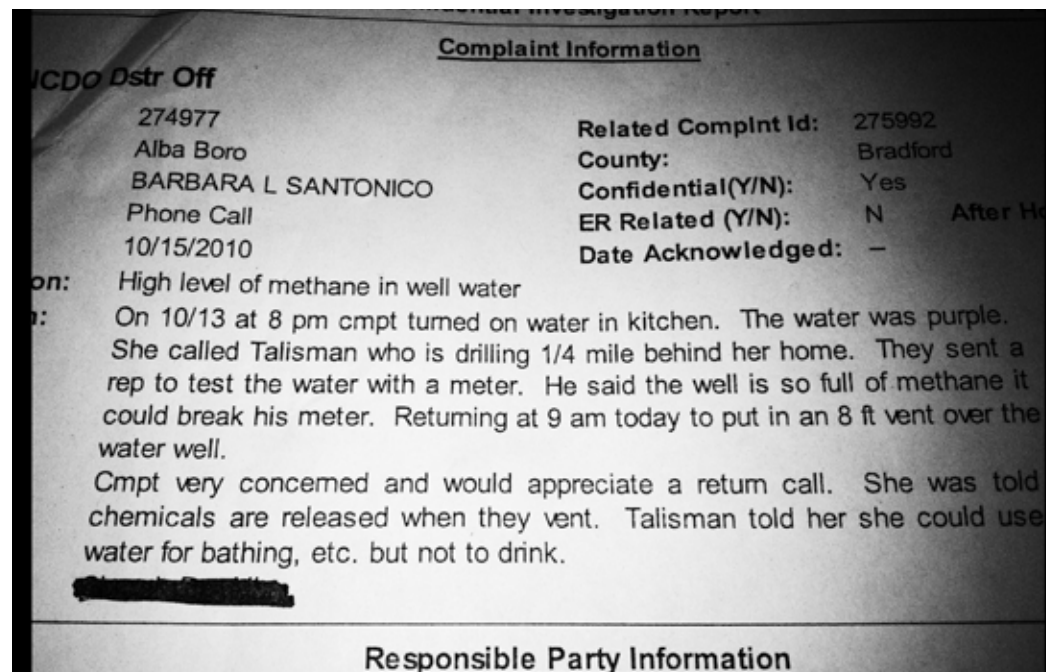 Investigation Report
Complaint Information
NCDO Dstr Off
274977
Related Complnt Id: 275992
Alba Boro
County: Bradford
BARBARA L SANTONICO
Confidential(Y/N): Yes
Phone Call
ER Related (Y/N): N After
10/15/2010
Date Acknowledged: –
High level of methane in well water
On 10/13 at 8 pm cmpt turned on water in kitchen. The water was purple.
She called Talisman who is drilling 1/4 mile behind her home. They sent a
rep to test the water with a meter. He said the well is so full of methane it
could break his meter. Returning at 9 am today to put in an 8 ft vent over the
water well.
Cmpt very concerned and would appreciate a return call. She was told
chemicals are released when they vent. Talisman told her she could use
water for bathing, etc. but not to drink.
Responsible Party Information